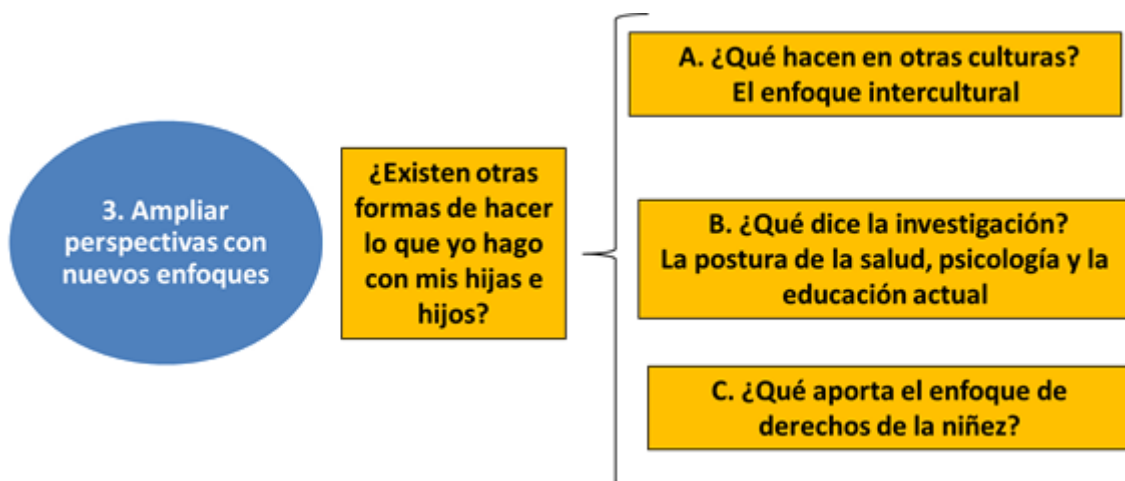 3. Ampliar
perspectivas con
nuevos enfoques
¿Existen otras
formas de hacer
lo que yo hago
con mis hijas e
hijos?
A. ¿Qué hacen en otras culturas?
El enfoque intercultural
B. ¿Qué dice la investigación?
La postura de la salud, psicología y la
educación actual
C. ¿Qué aporta el enfoque de
derechos de la niñez?